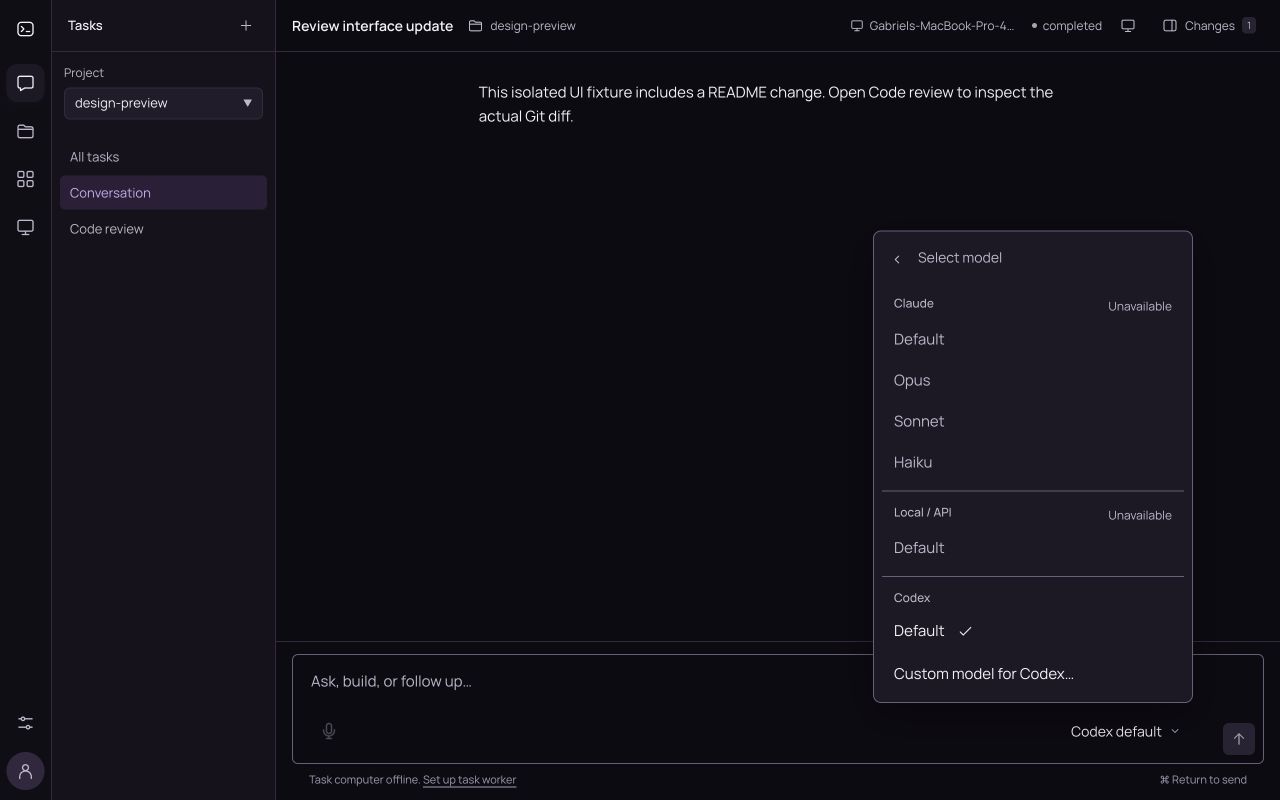 Tasks
Project
design-preview
All tasks
Conversation
Code review
Review interface update
design-preview
Gabriels-MacBook-Pro-4…
completed
Changes
1
This isolated UI fixture includes a README change. Open Code review to inspect the
actual Git diff.
Select model
Claude
Unavailable
Default
Opus
Sonnet
Haiku
Local / API
Unavailable
Default
Codex
Default
Custom model for Codex…
Ask, build, or follow up…
Codex default
Task computer offline. Set up task worker
⌘ Return to send